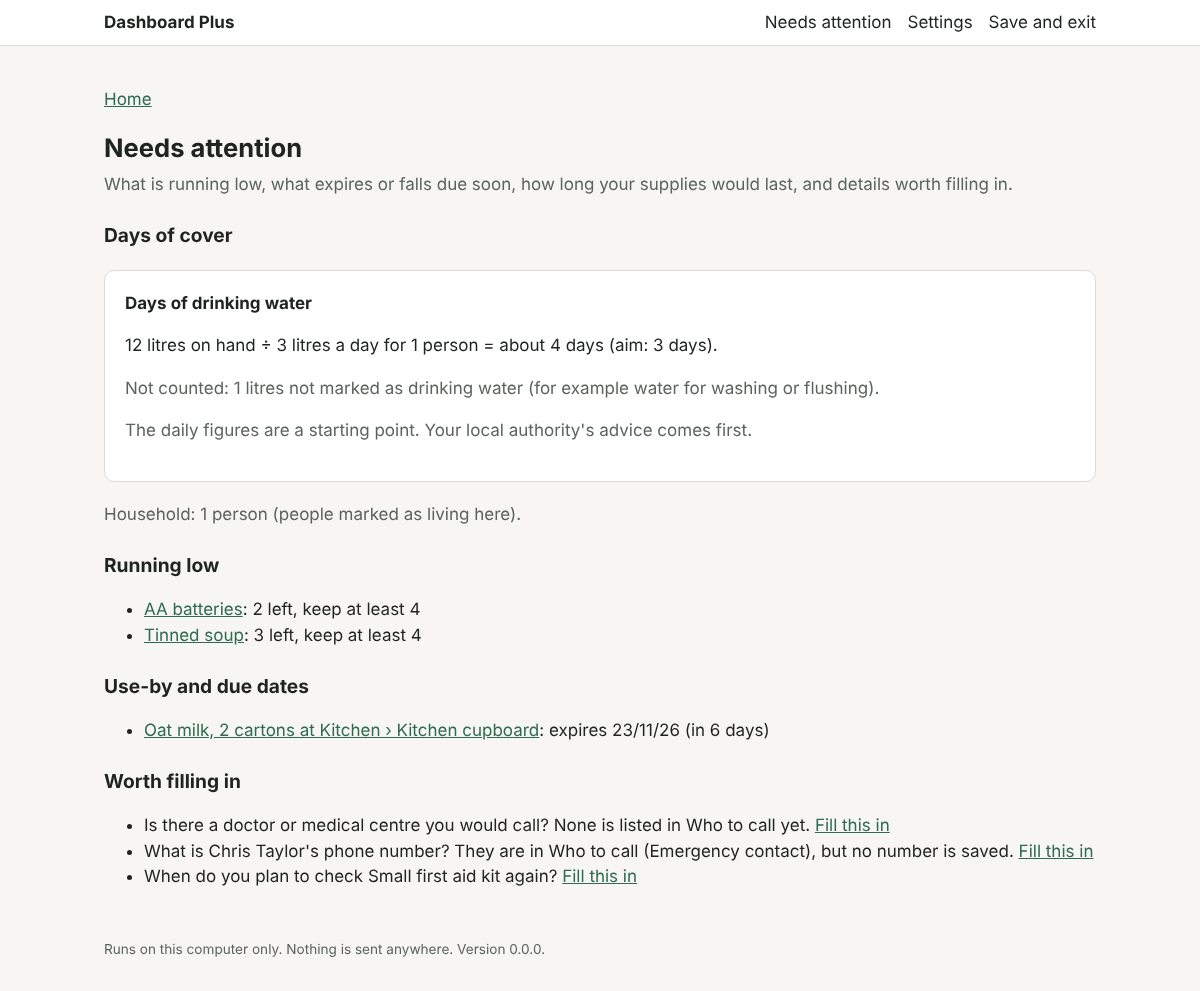 Dashboard Plus
Needs attention
Settings
Save and exit
Home
Needs attention
What is running low, what expires or falls due soon, how long your supplies would last, and details worth filling in.
Days of cover
Days of drinking water
12 litres on hand ÷ 3 litres a day for 1 person = about 4 days (aim: 3 days).
Not counted: 1 litres not marked as drinking water (for example water for washing or flushing).
The daily figures are a starting point. Your local authority's advice comes first.
Household: 1 person (people marked as living here).
Running low
AA batteries: 2 left, keep at least 4
Tinned soup: 3 left, keep at least 4
Use-by and due dates
Oat milk, 2 cartons at Kitchen › Kitchen cupboard: expires 23/11/26 (in 6 days)
Worth filling in
Is there a doctor or medical centre you would call? None is listed in Who to call yet. Fill this in
What is Chris Taylor's phone number? They are in Who to call (Emergency contact), but no number is saved. Fill this in
When do you plan to check Small first aid kit again? Fill this in
Runs on this computer only. Nothing is sent anywhere. Version 0.0.0.